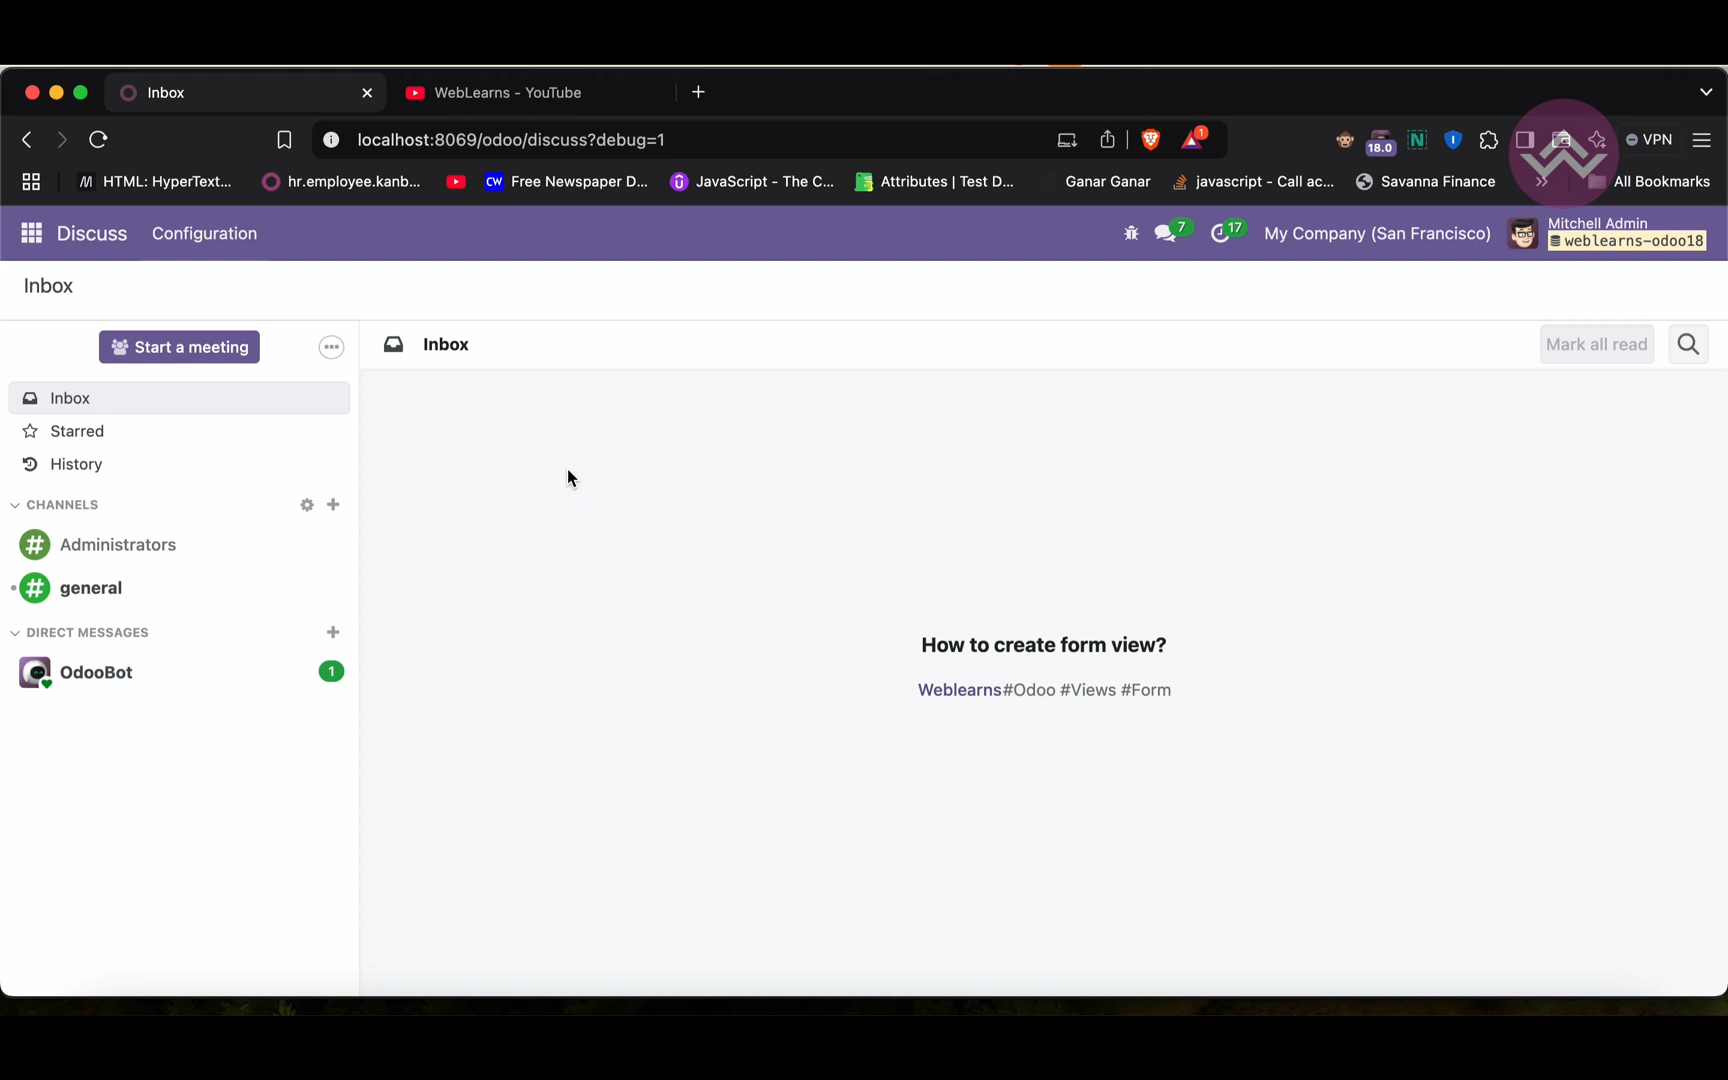 Inbox
WebLearns - YouTube
localhost:8069/odoo/discuss?debug=1
1
18.0
N
VPN
HTML: HyperText...
hr.employee.kanb...
CW Free Newspaper D...
JavaScript - The C...
Attributes | Test D...
Ganar Ganar
javascript - Call ac...
Savanna Finance
All Bookmarks
Discuss
Configuration
7
17
My Company (San Francisco)
Mitchell Admin
weblearns-odoo18
Inbox
Start a meeting
Inbox
Mark all read
Inbox
Starred
History
CHANNELS
Administrators
general
DIRECT MESSAGES
OdooBot
1
How to create form view?
Weblearns#Odoo #Views #Form